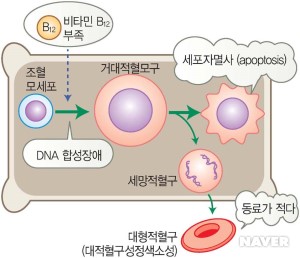 B12
비타민 B12
부족
조혈
모세포
거대적혈모구
세포자멸사 (apoptosis)
DNA 합성장애
세망적혈구
동료가 적다
대형적혈구
(대적혈구성정색소성)
NAVER